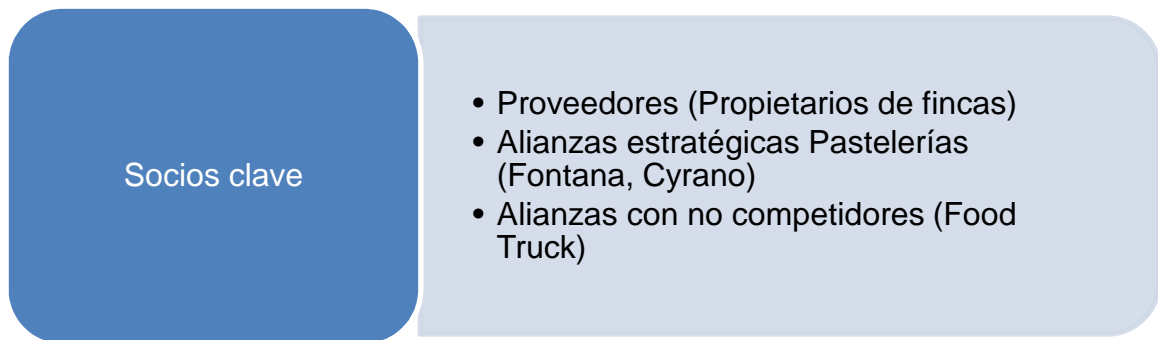 Socios clave
• Proveedores (Propietarios de fincas)
• Alianzas estratégicas Pastelerías
(Fontana, Cyrano)
• Alianzas con no competidores (Food
Truck)